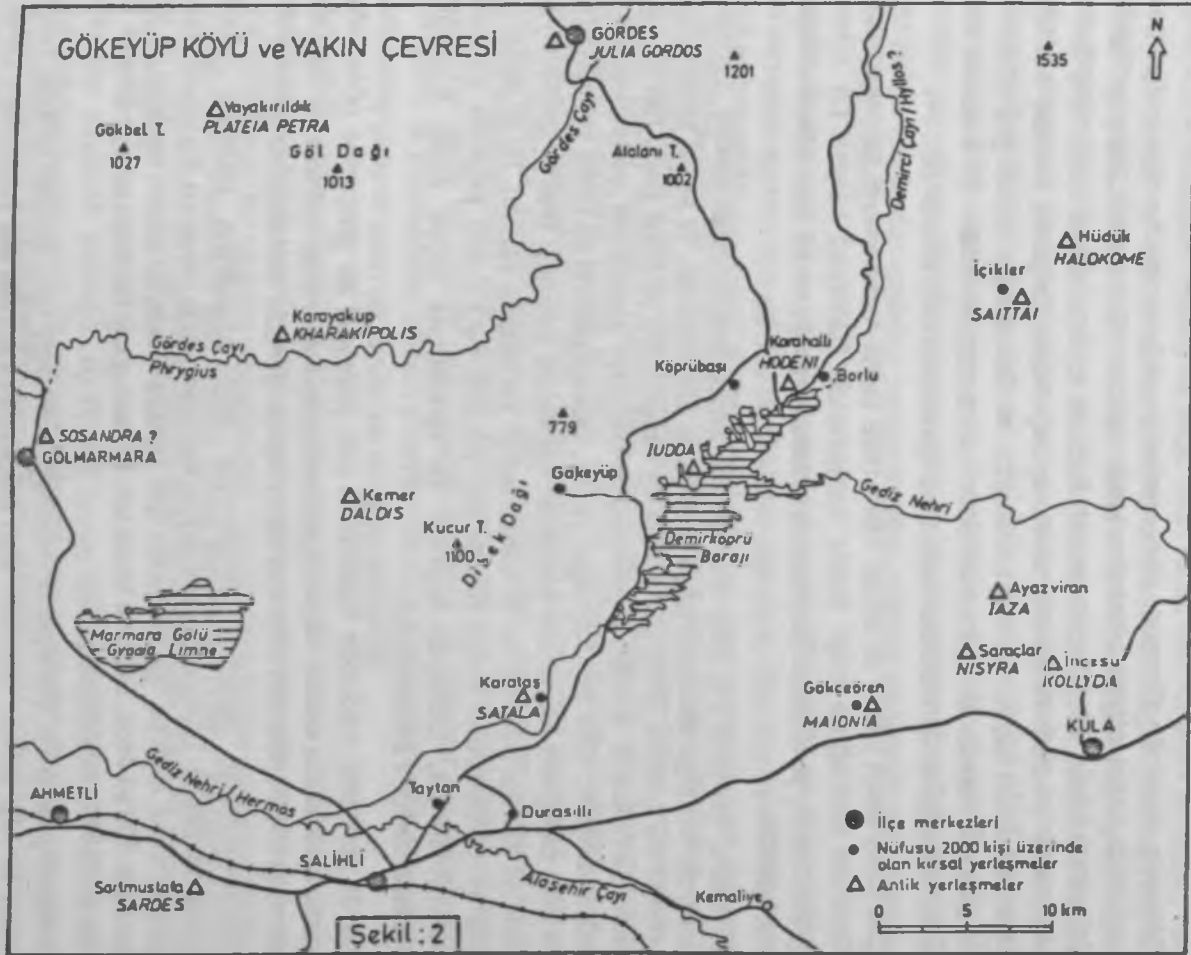 GÖKEYÜP KÖYÜ ve YAKIN ÇEVRESİ
GÖRDES
JULIA GORDOS
1201
1535
N
Yayakırıldık
PLATEIA PETRA
Gökbel T.
1027
Göl Dağı
1013
Gördes Çayı
Atalanı T.
1002
Demirci Çayı/Hyllos?
Hüdük
HALOKOME
İçikler
SAITTAI
Karayakup
KHARAKIPOLIS
Gördes Çayı
Phrygius
Karahallı
HODENI
Köprübaşı
Borlu
779
SOSANDRA ?
GÖLMARMARA
IUDDA
Gökeyüp
Gediz Nehri
Kemer
DALDIS
Kucur T.
1100
Dişek Dağı
Demirköprü
Barajı
Ayazviran
IAZA
Marmara Gölü
Gygaia Limne
Saraçlar
NISYRA
İncesu
KOLLYDA
Karataş
SATALA
Gökçeören
MAIONIA
KULA
Gediz Nehri/Hermos
AHMETLİ
Taytan
Durasıllı
SALİHLİ
Sartmustafa
SARDES
Alaşehir Çayı
Kemaliye
İlçe merkezleri
Nüfusu 2000 kişi üzerinde
olan kırsal yerleşmeler
Antik yerleşmeler
0 5 10 km
Şekil : 2